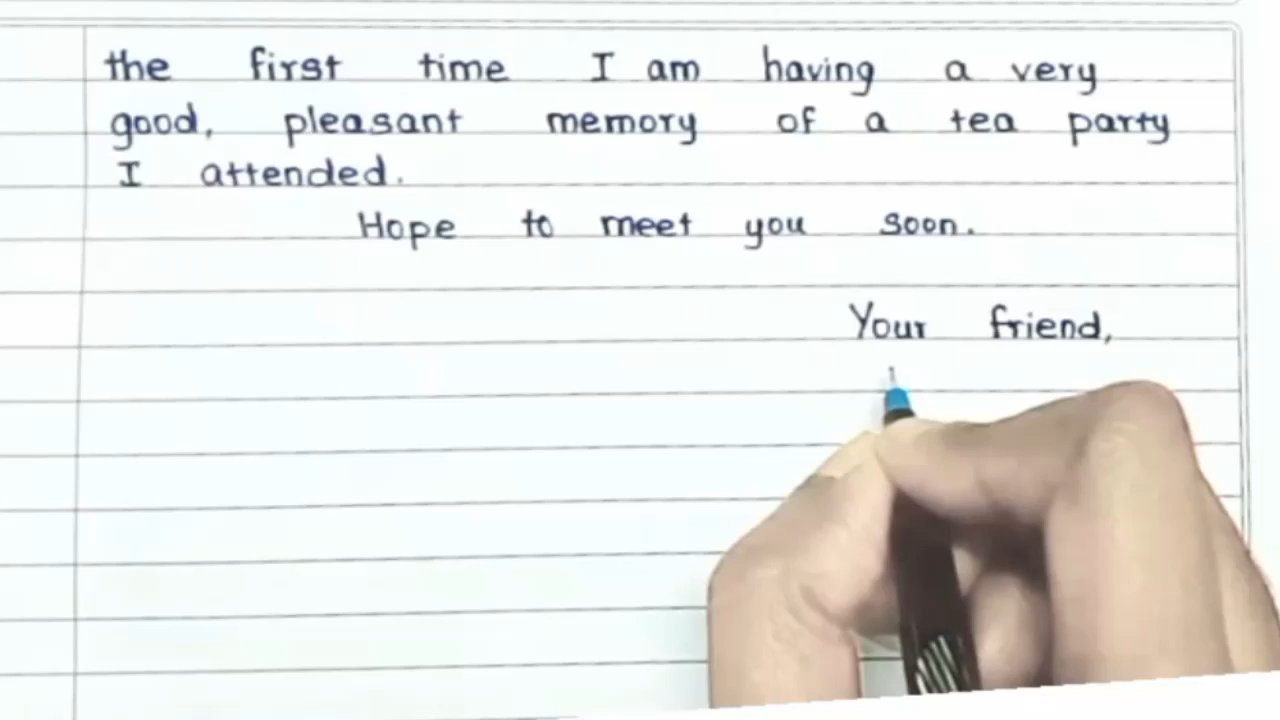 the first time I am having a very
good, pleasant memory of a tea party
I attended.
Hope to meet you soon.
Your friend,